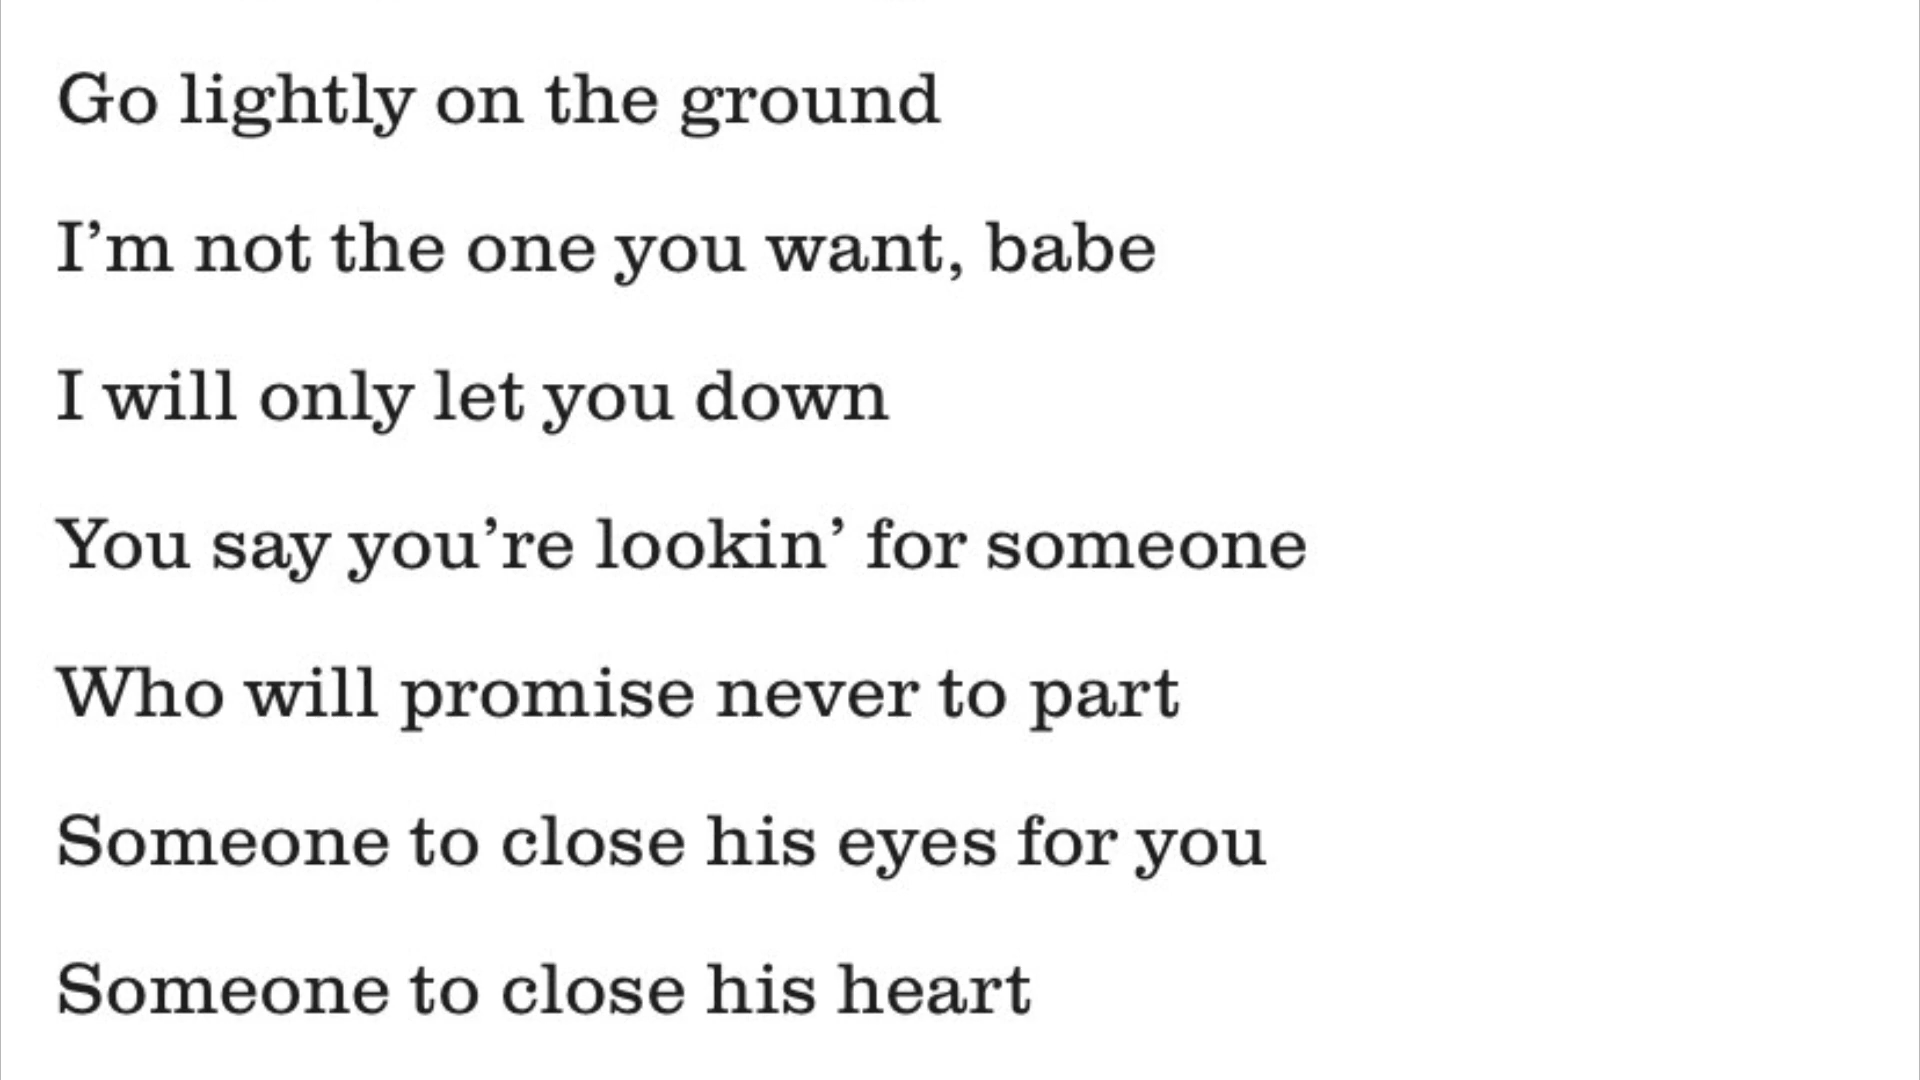 Go lightly on the ground
I’m not the one you want, babe
I will only let you down
You say you’re lookin’ for someone
Who will promise never to part
Someone to close his eyes for you
Someone to close his heart